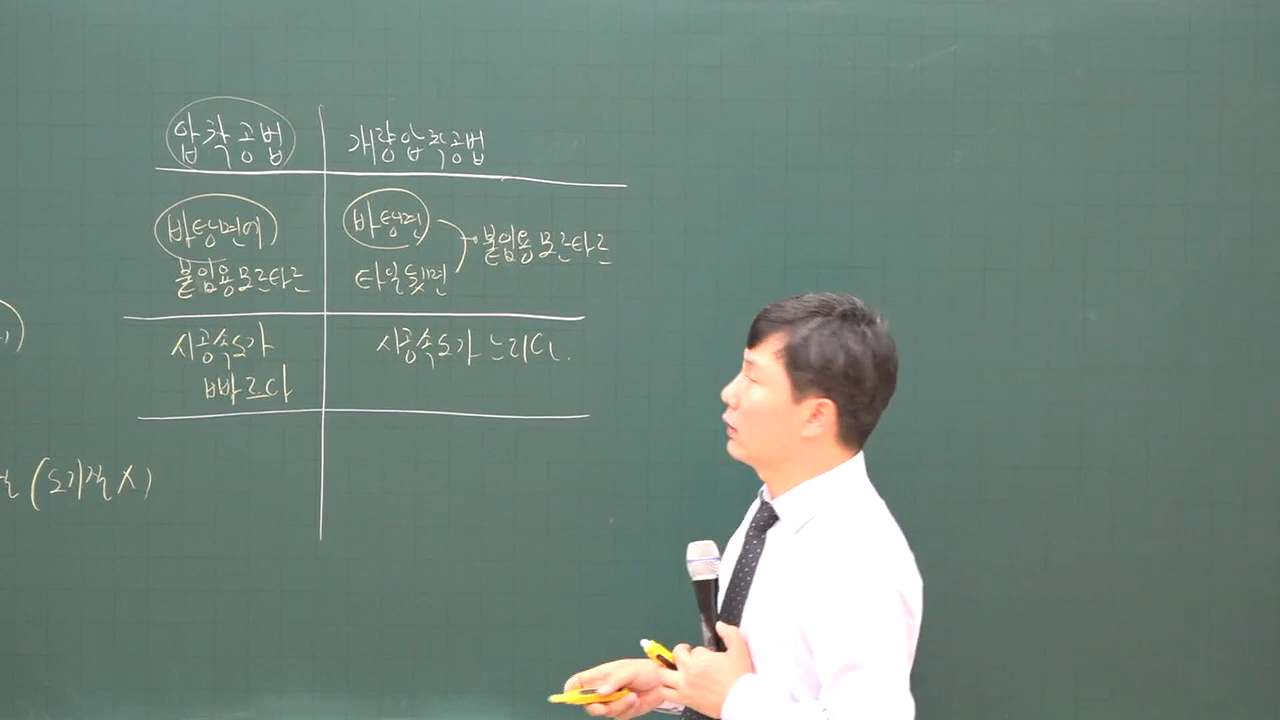 압착공법
개량압착공법
바탕면에
붙임용모르타르
바탕면
타일뒷면
붙임용모르타르
시공속도가
빠르다
시공속도가 느리다.
(도기질X)